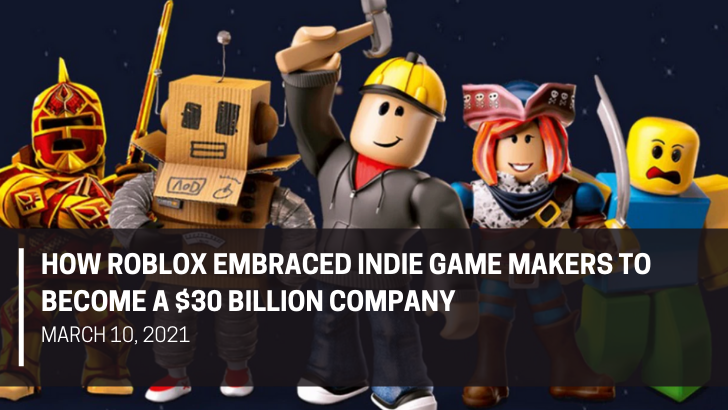 HOW ROBLOX EMBRACED INDIE GAME MAKERS TO
BECOME A $30 BILLION COMPANY
MARCH 10, 2021